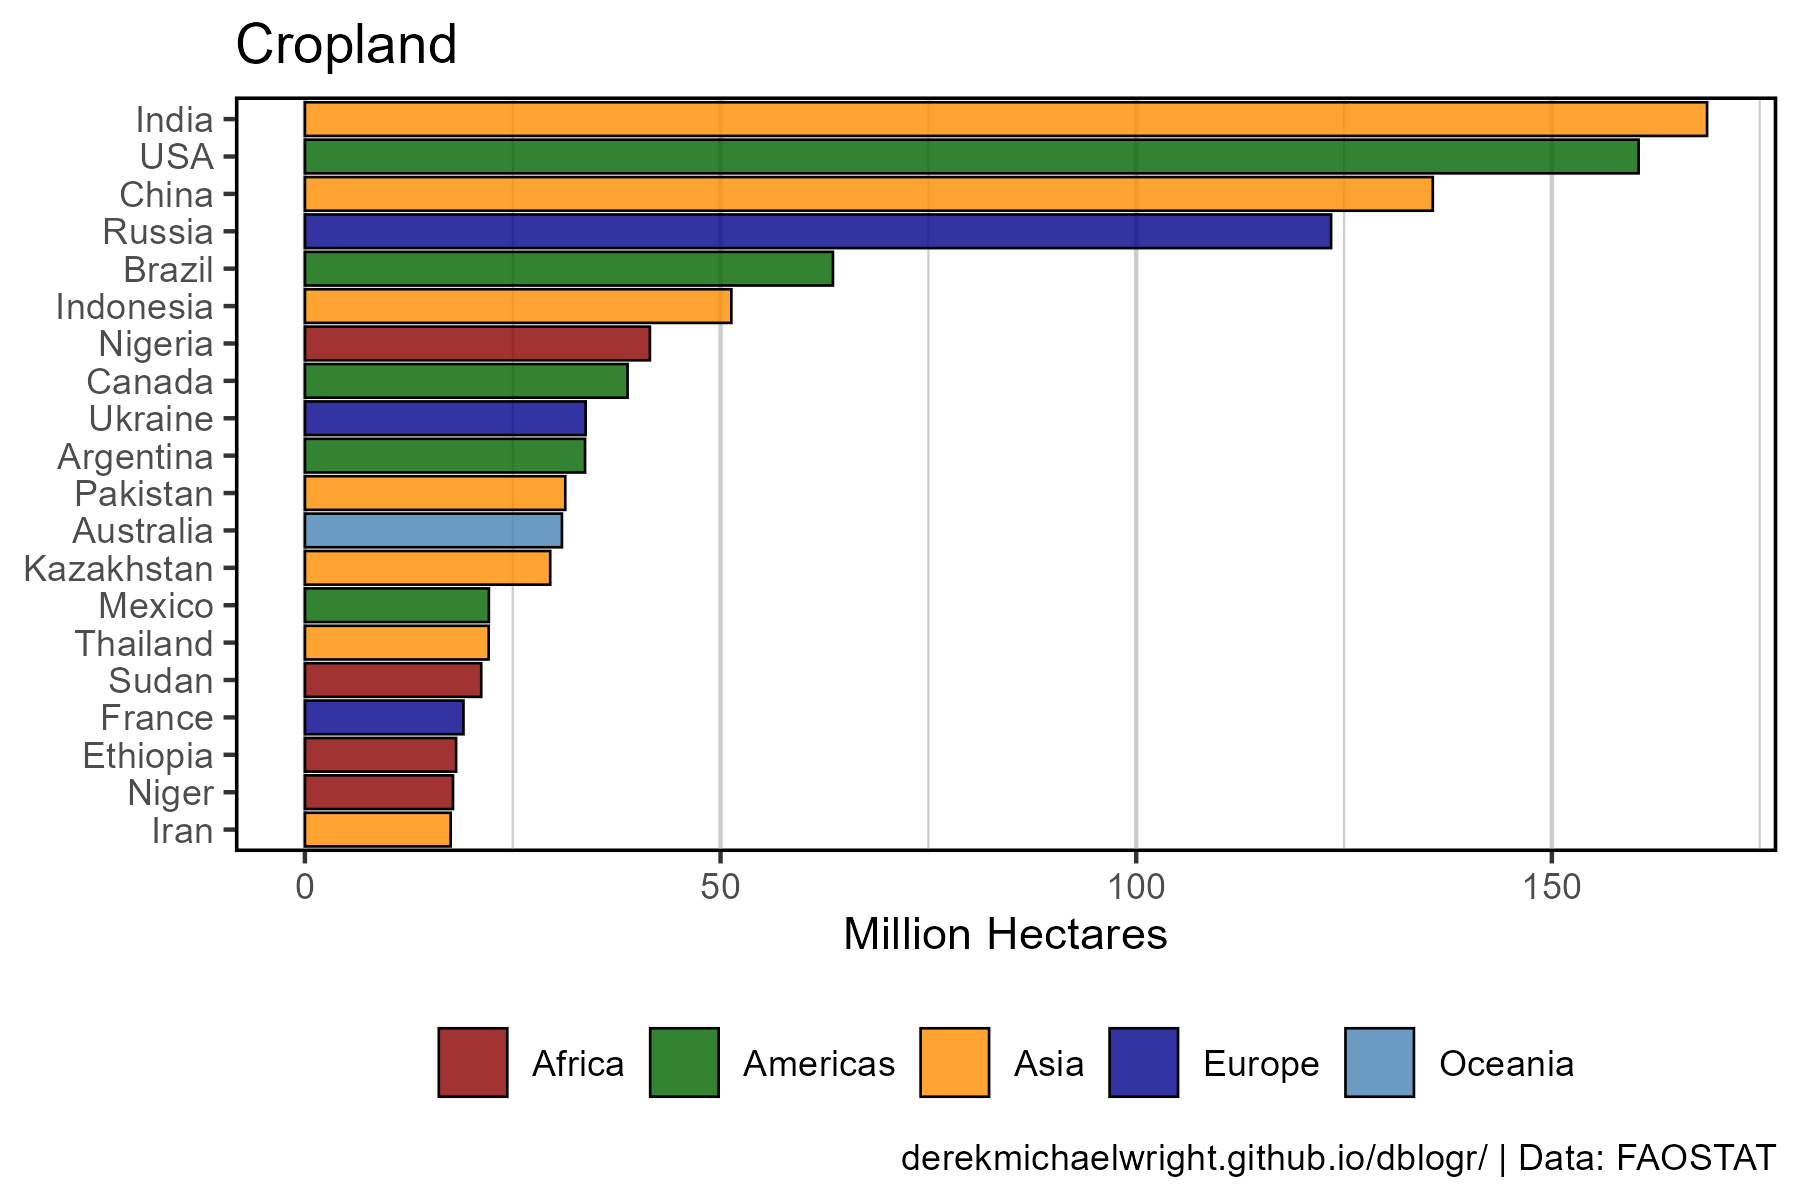 Cropland
India
USA
China
Russia
Brazil
Indonesia
Nigeria
Canada
Ukraine
Argentina
Pakistan
Australia
Kazakhstan
Mexico
Thailand
Sudan
France
Ethiopia
Niger
Iran
0 50 100 150
Million Hectares
Africa Americas Asia Europe Oceania
derekmichaelwright.github.io/dblogr/ | Data: FAOSTAT